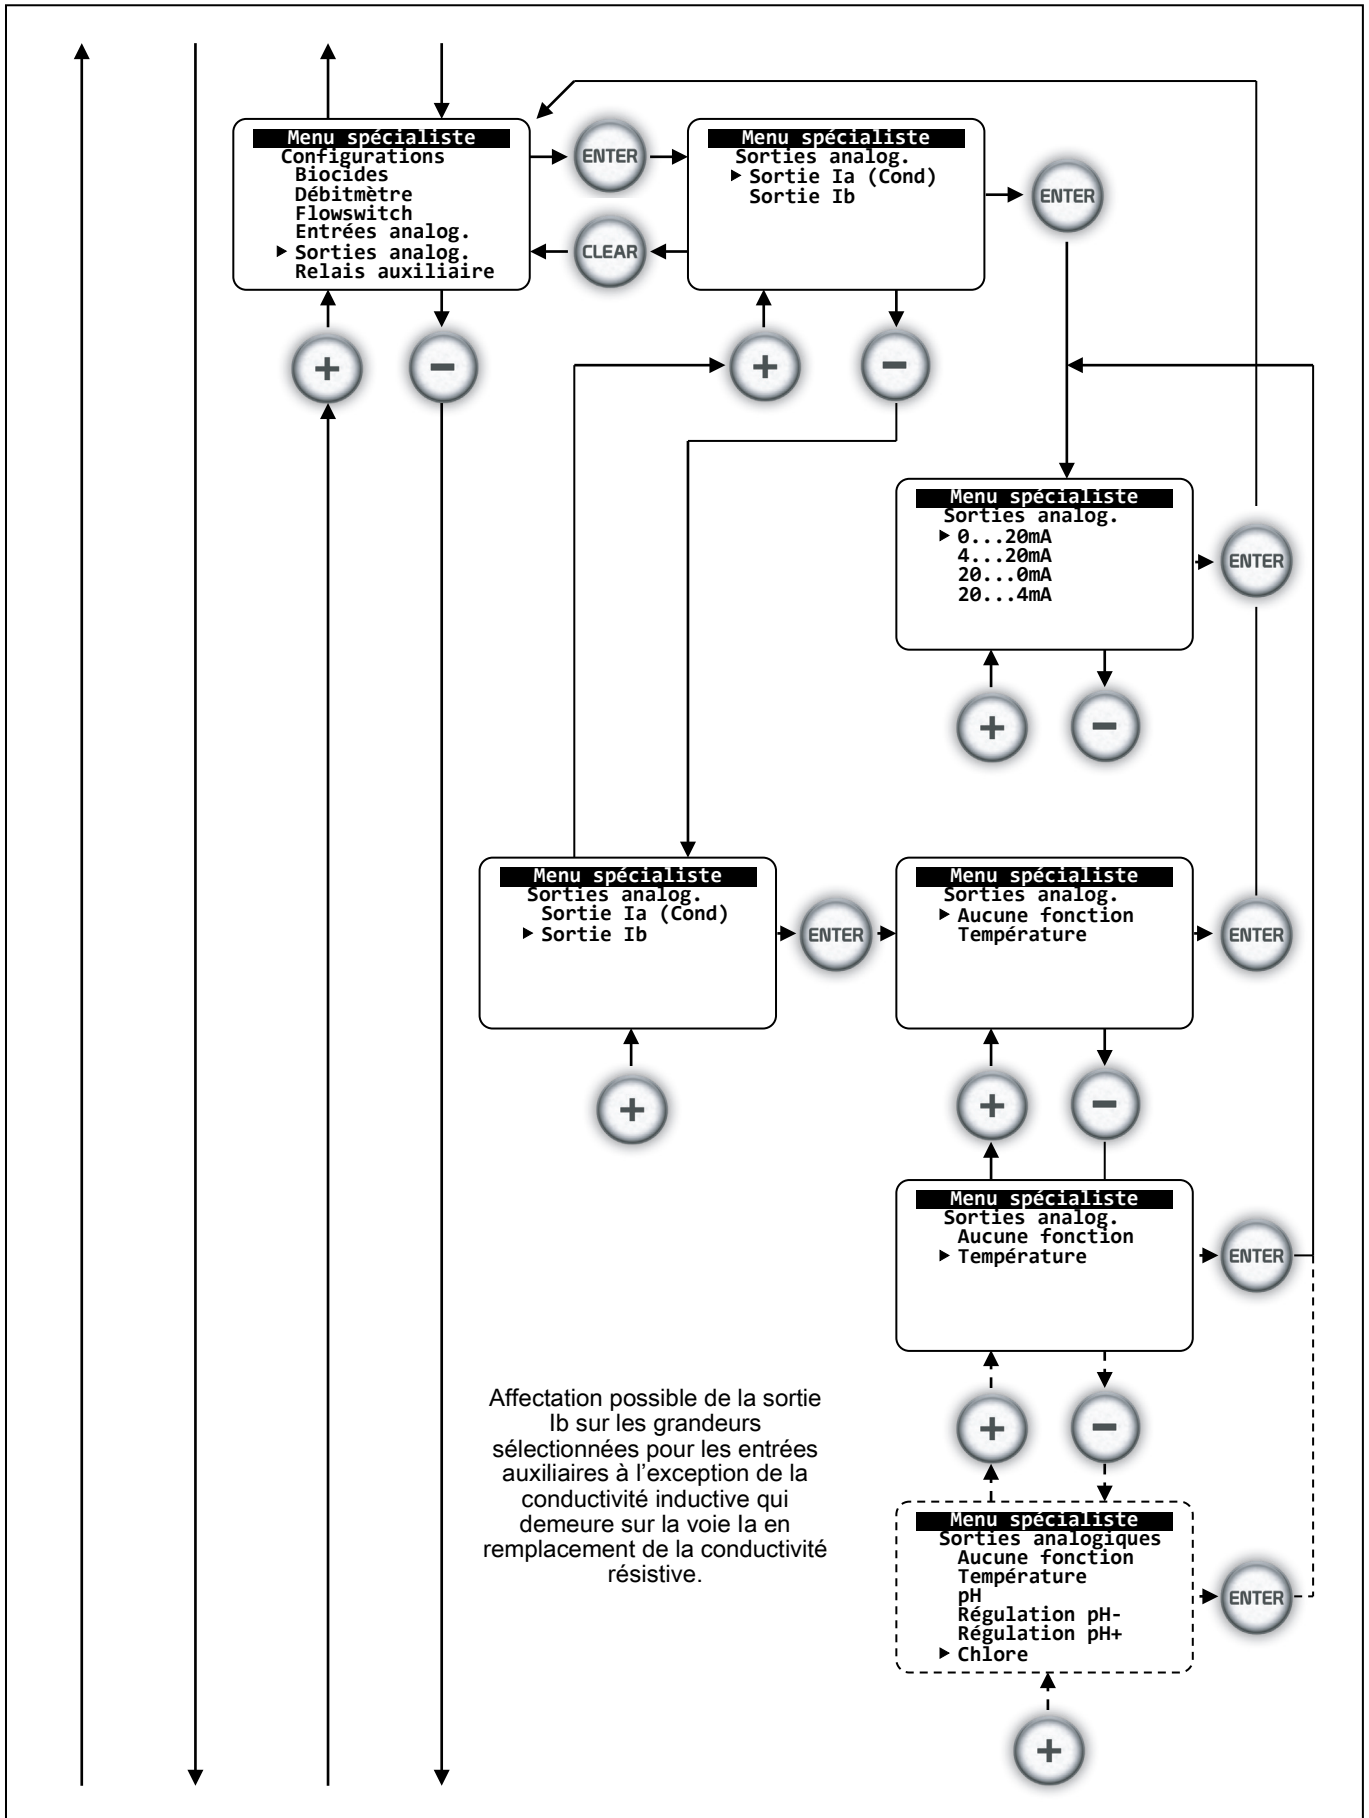 Menu spécialiste
Configurations
Biocides
Débitmètre
Flowswitch
Entrées analog.
Sorties analog.
Relais auxiliaire
ENTER
CLEAR
Menu spécialiste
Sorties analog.
Sortie Ia (Cond)
Sortie Ib
ENTER
+
-
+
-
Menu spécialiste
Sorties analog.
0...20mA
4...20mA
20...0mA
20...4mA
ENTER
+
-
Menu spécialiste
Sorties analog.
Sortie Ia (Cond)
Sortie Ib
ENTER
Menu spécialiste
Sorties analog.
Aucune fonction
Température
ENTER
+
+
-
Menu spécialiste
Sorties analog.
Aucune fonction
Température
ENTER
Affectation possible de la sortie
Ib sur les grandeurs
sélectionnées pour les entrées
auxiliaires à l'exception de la
conductivité inductive qui
demeure sur la voie Ia en
remplacement de la conductivité
résistive.
+
-
Menu spécialiste
Sorties analogiques
Aucune fonction
Température
pH
Régulation pH-
Régulation pH+
Chlore
ENTER
+